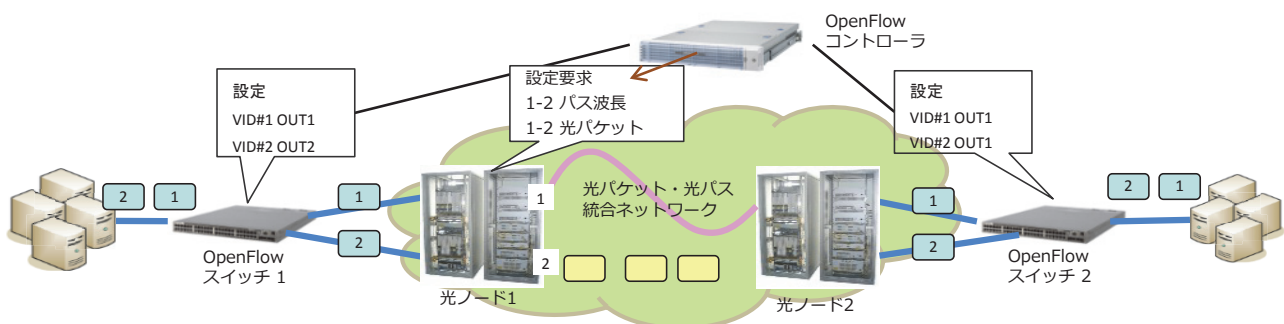 OpenFlow
コントローラ
設定要求
1-2 パス波長
1-2 光パケット
設定
VID#1 OUT1
VID#2 OUT2
設定
VID#1 OUT1
VID#2 OUT1
2
1
1
2
1
2
光パケット・光パス
統合ネットワーク
1
2
2
1
OpenFlow
スイッチ 1
光ノード1
光ノード2
OpenFlow
スイッチ 2